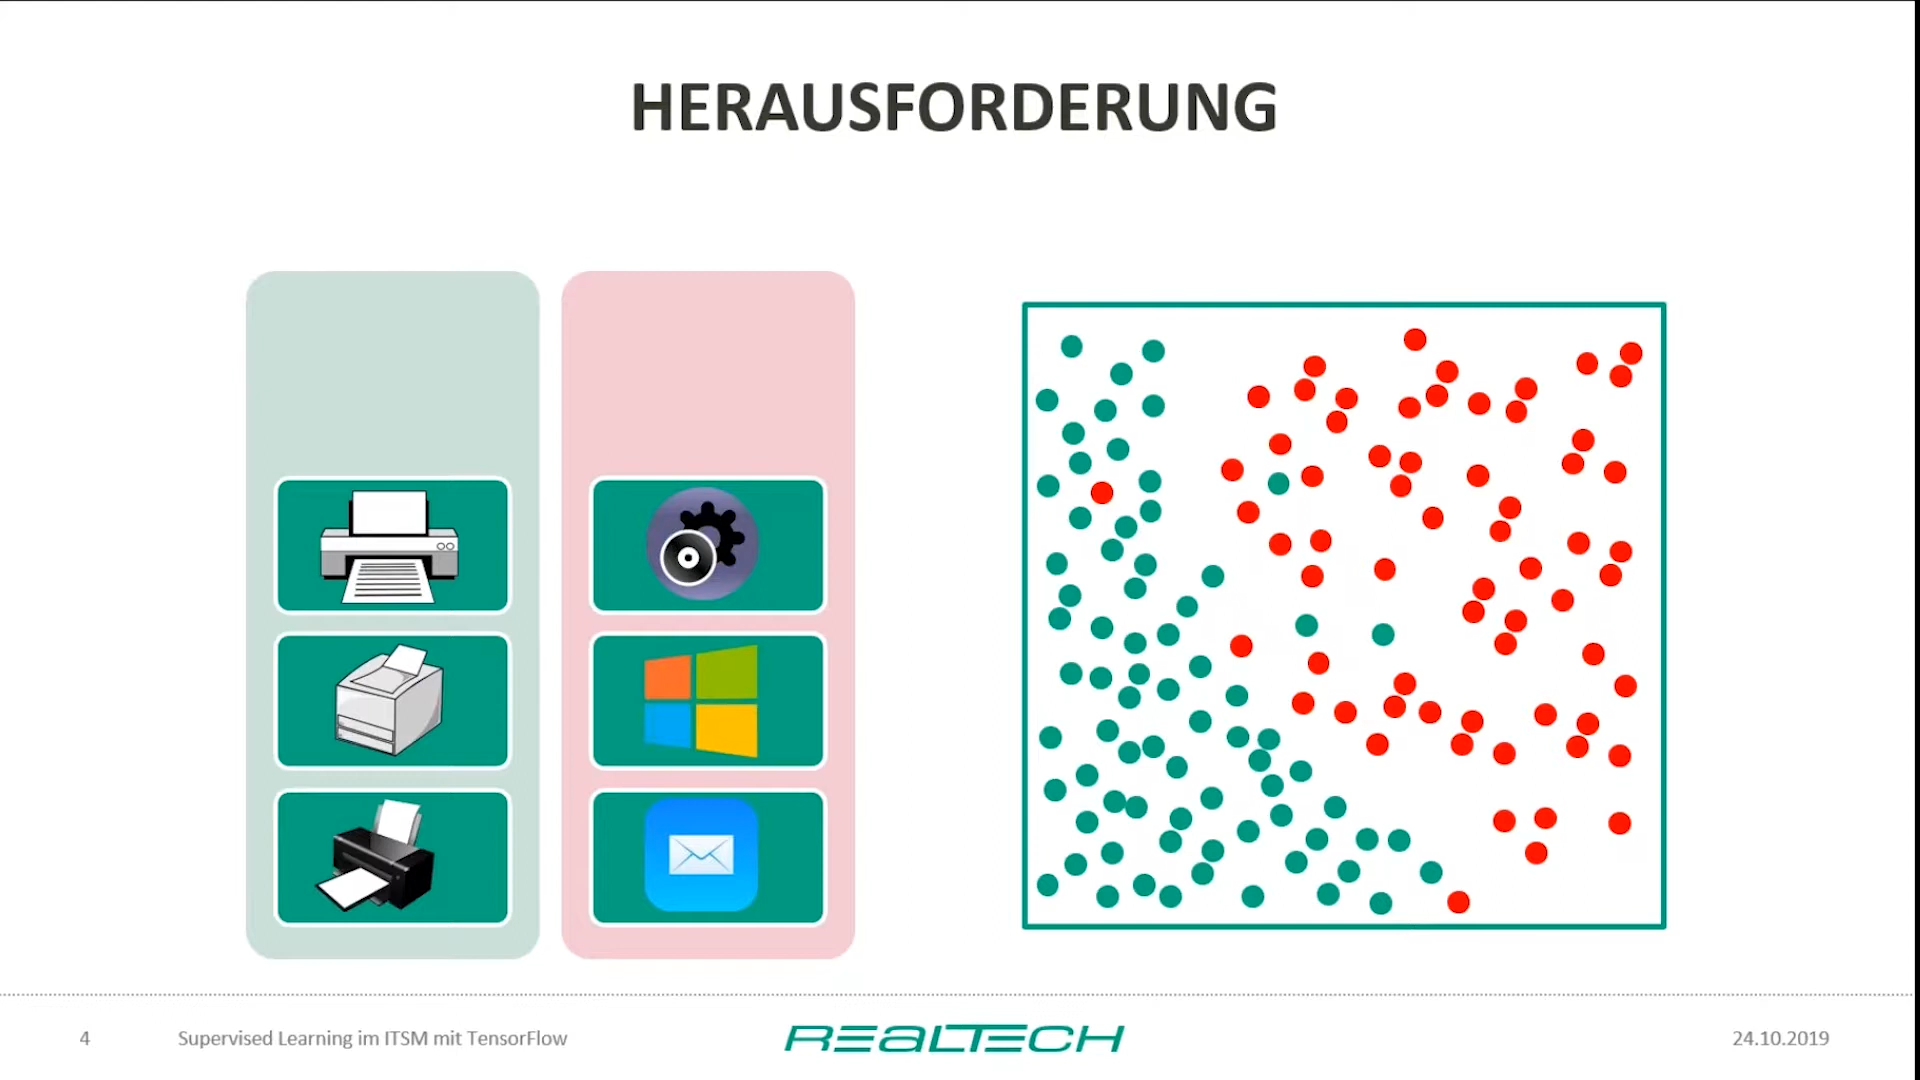 HERAUSFORDERUNG
4
Supervised Learning im ITSM mit TensorFlow
REALTECH
24.10.2019